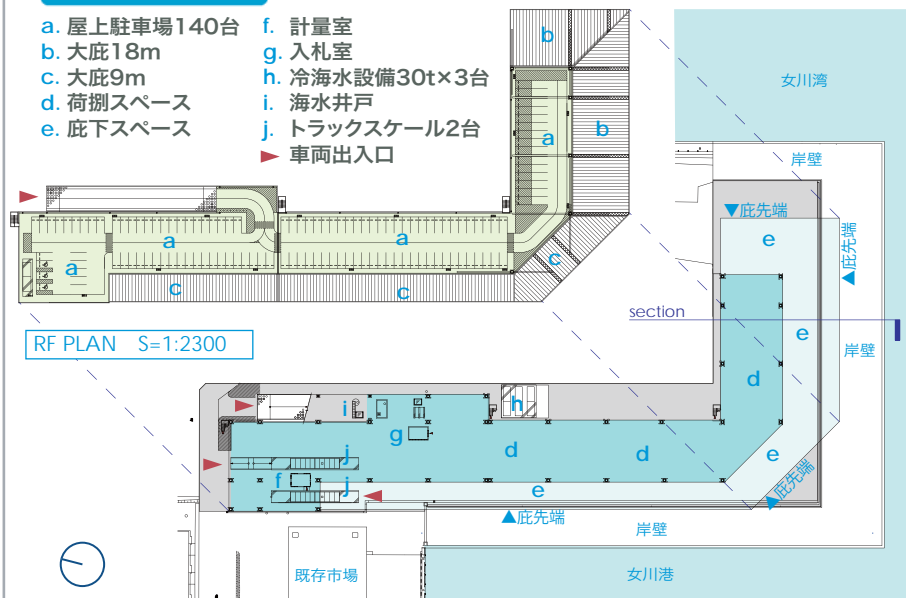 a. 屋上駐車場140台
b. 大庇18m
c. 大庇9m
d. 荷捌スペース
e. 庇下スペース
f. 計量室
g. 入札室
h. 冷海水設備30t×3台
i. 海水井戸
j. トラックスケール2台
► 車両出入口
b
b
a
a
a
a
c
c
c
RF PLAN S=1:2300
女川湾
岸壁
▼庇先端
e
▲庇先端
section
e
岸壁
d
h
i
g
d
d
e
j
f
j
e
▲庇先端
▲庇先端
岸壁
既存市場
女川港